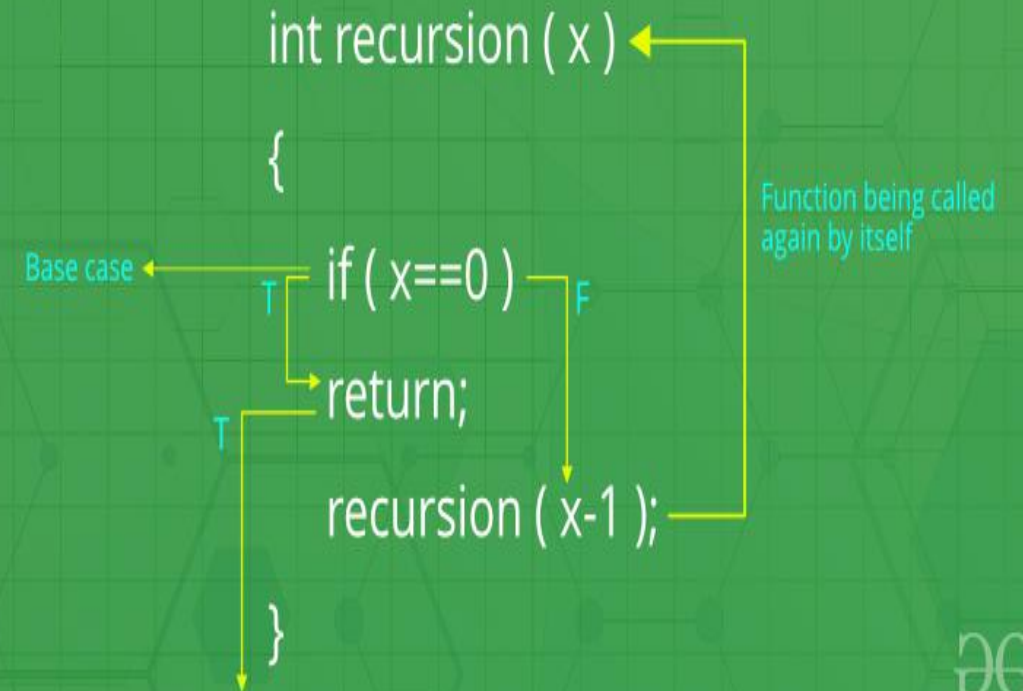 int recursion ( x )
{
Function being called
again by itself
Base case
if ( x==0 )
T
F
return;
T
recursion ( x-1 );
}